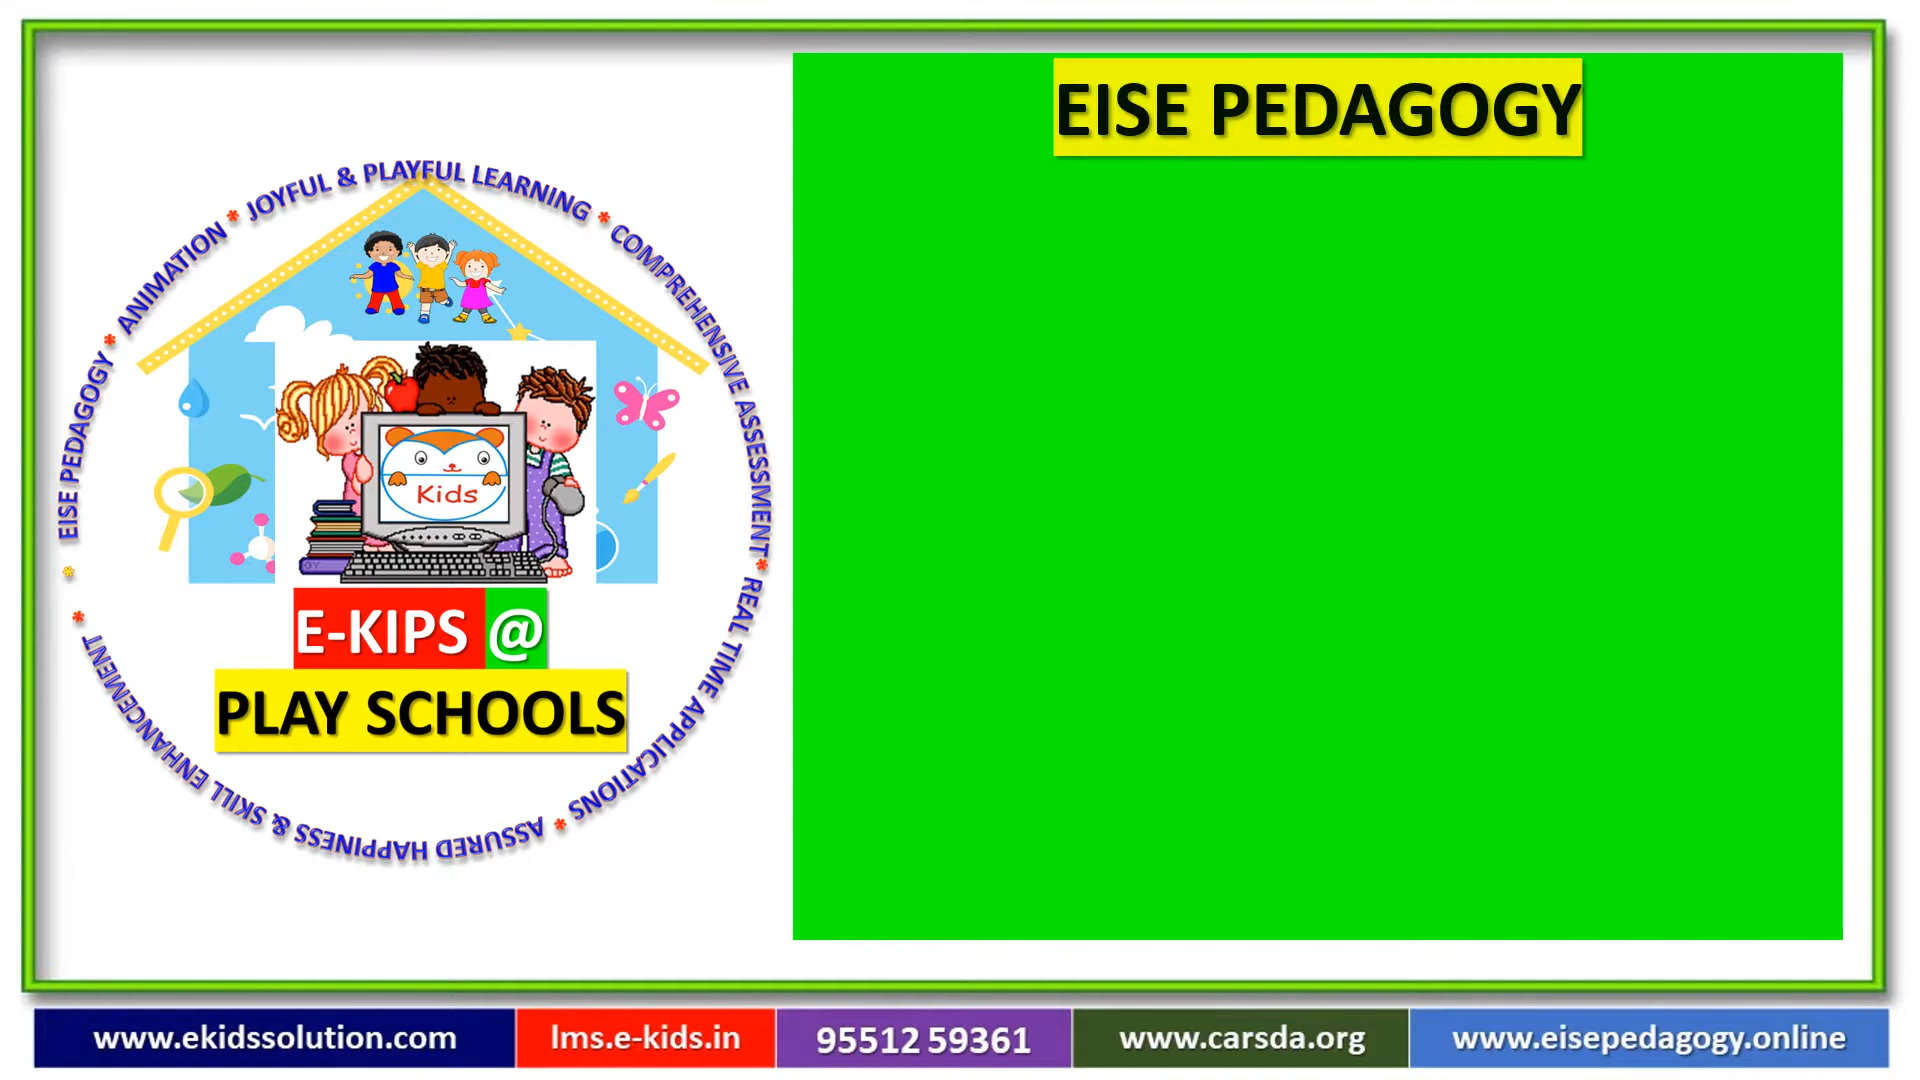 EISE PEDAGOGY
EISE PEDAGOGY * ANIMATION * JOYFUL & PLAYFUL LEARNING * COMPREHENSIVE ASSESSMENT * REAL TIME APPLICATIONS * ASSURED HAPPINESS & SKILL ENHANCEMENT * *
Kids
E-KIPS @
PLAY SCHOOLS
www.ekidssolution.com
lms.e-kids.in
95512 59361
www.carsda.org
www.eisepedagogy.online